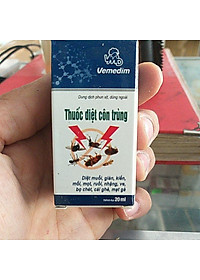 Vemedim
Dung dịch phun xịt, dùng ngoài
Thuốc diệt côn trùng
Diệt muỗi, gián, kiến,
mối, mọt, ruồi, nhặng, ve,
bọ chét, cái ghẻ, mạt gà
20 ml